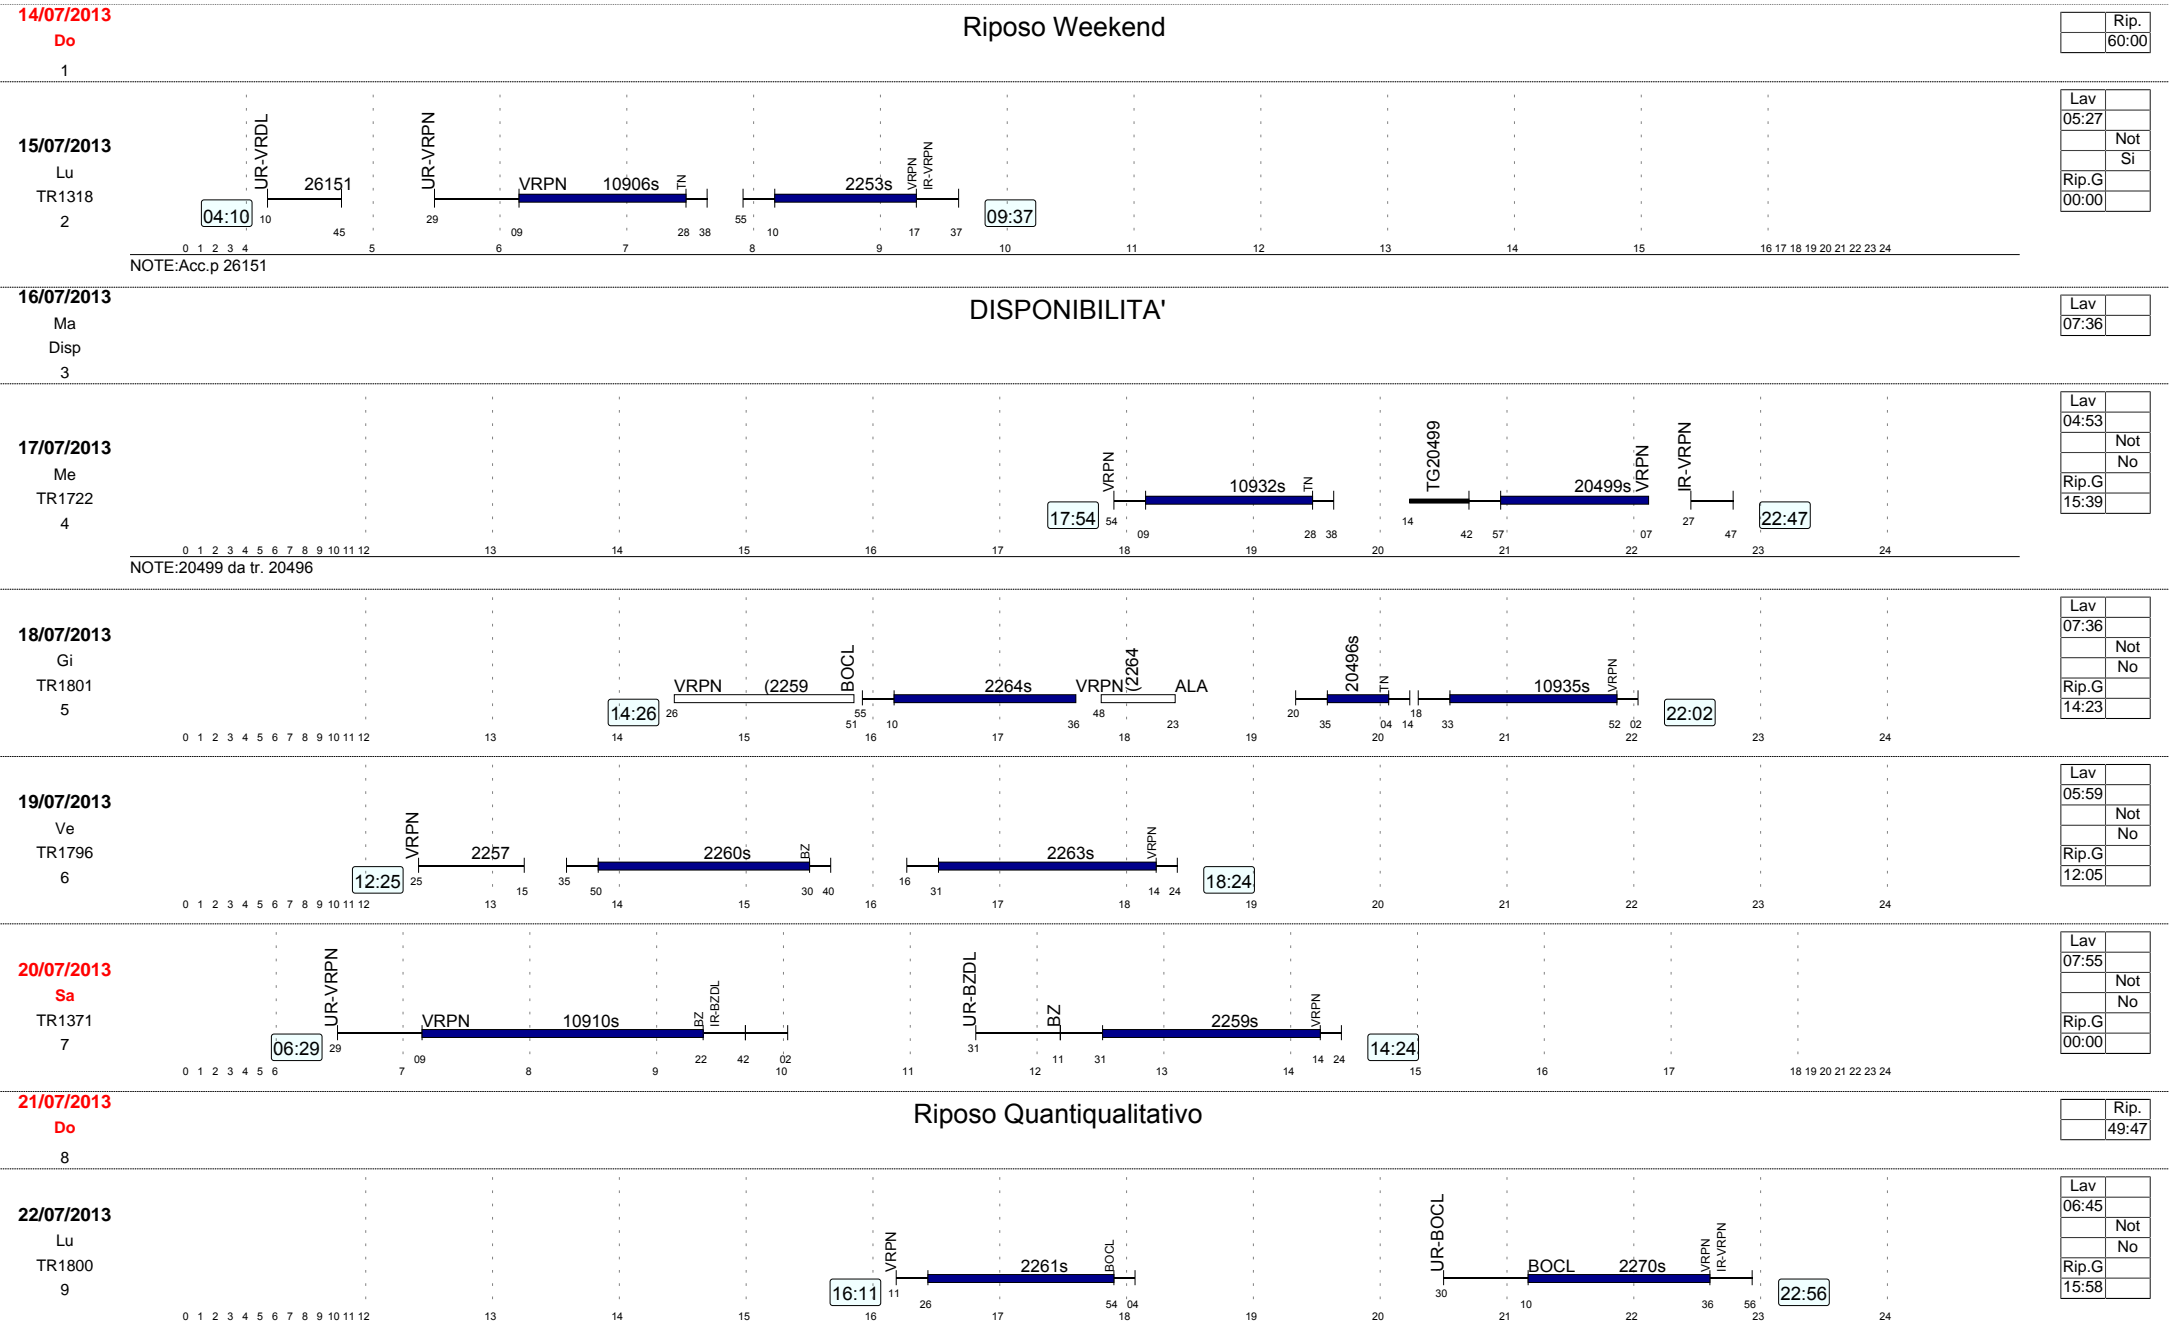 14/07/2013
Do
1
Riposo Weekend
Rip.
60:00
15/07/2013
Lu
TR1318
2
04:10
UR-VRDL 26151 UR-VRPN VRPN 10906s TN 2253s VRPN IR-VRPN
10 45 29 09 28 38 55 10 17 37
09:37
0 1 2 3 4 5 6 7 8 9 10 11 12 13 14 15 16 17 18 19 20 21 22 23 24
NOTE:Acc.p 26151
Lav
05:27
Not
Si
Rip.G
00:00
16/07/2013
Ma
Disp
3
DISPONIBILITA'
Lav
07:36
17/07/2013
Me
TR1722
4
17:54
VRPN 10932s TN TG20499 20499s VRPN IR-VRPN
54 09 28 38 14 42 57 07 27 47
22:47
0 1 2 3 4 5 6 7 8 9 10 11 12 13 14 15 16 17 18 19 20 21 22 23 24
NOTE:20499 da tr. 20496
Lav
04:53
Not
No
Rip.G
15:39
18/07/2013
Gi
TR1801
5
14:26
VRPN (2259 BOCL 2264s VRPN (2264 ALA 20496s TN 10935s VRPN
26 51 55 10 36 48 23 20 35 04 14 18 33 52 02
22:02
0 1 2 3 4 5 6 7 8 9 10 11 12 13 14 15 16 17 18 19 20 21 22 23 24
Lav
07:36
Not
No
Rip.G
14:23
19/07/2013
Ve
TR1796
6
12:25
VRPN 2257 2260s BZ 2263s VRPN
25 15 35 50 30 40 16 31 14 24
18:24
0 1 2 3 4 5 6 7 8 9 10 11 12 13 14 15 16 17 18 19 20 21 22 23 24
Lav
05:59
Not
No
Rip.G
12:05
20/07/2013
Sa
TR1371
7
06:29
UR-VRPN VRPN 10910s BZ IR-BZDL UR-BZDL BZ 2259s VRPN
29 09 22 42 02 31 11 31 14 24
14:24
0 1 2 3 4 5 6 7 8 9 10 11 12 13 14 15 16 17 18 19 20 21 22 23 24
Lav
07:55
Not
No
Rip.G
00:00
21/07/2013
Do
8
Riposo Quantiqualitativo
Rip.
49:47
22/07/2013
Lu
TR1800
9
16:11
VRPN 2261s BOCL UR-BOCL BOCL 2270s VRPN IR-VRPN
11 26 54 04 30 10 36 56
22:56
0 1 2 3 4 5 6 7 8 9 10 11 12 13 14 15 16 17 18 19 20 21 22 23 24
Lav
06:45
Not
No
Rip.G
15:58